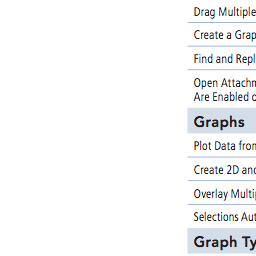 Drag Multiple
Create a Grap
Find and Repl
Open Attachm
Are Enabled o
Graphs
Plot Data from
Create 2D and
Overlay Multip
Selections Aut
Graph Ty